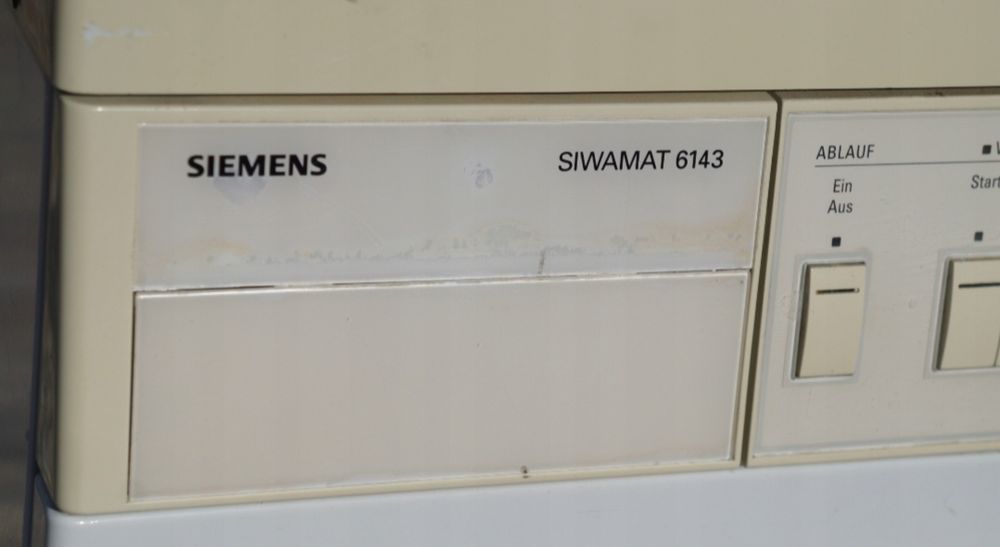 SIEMENS
SIWAMAT 6143
ABLAUF
Ein
Aus
Start